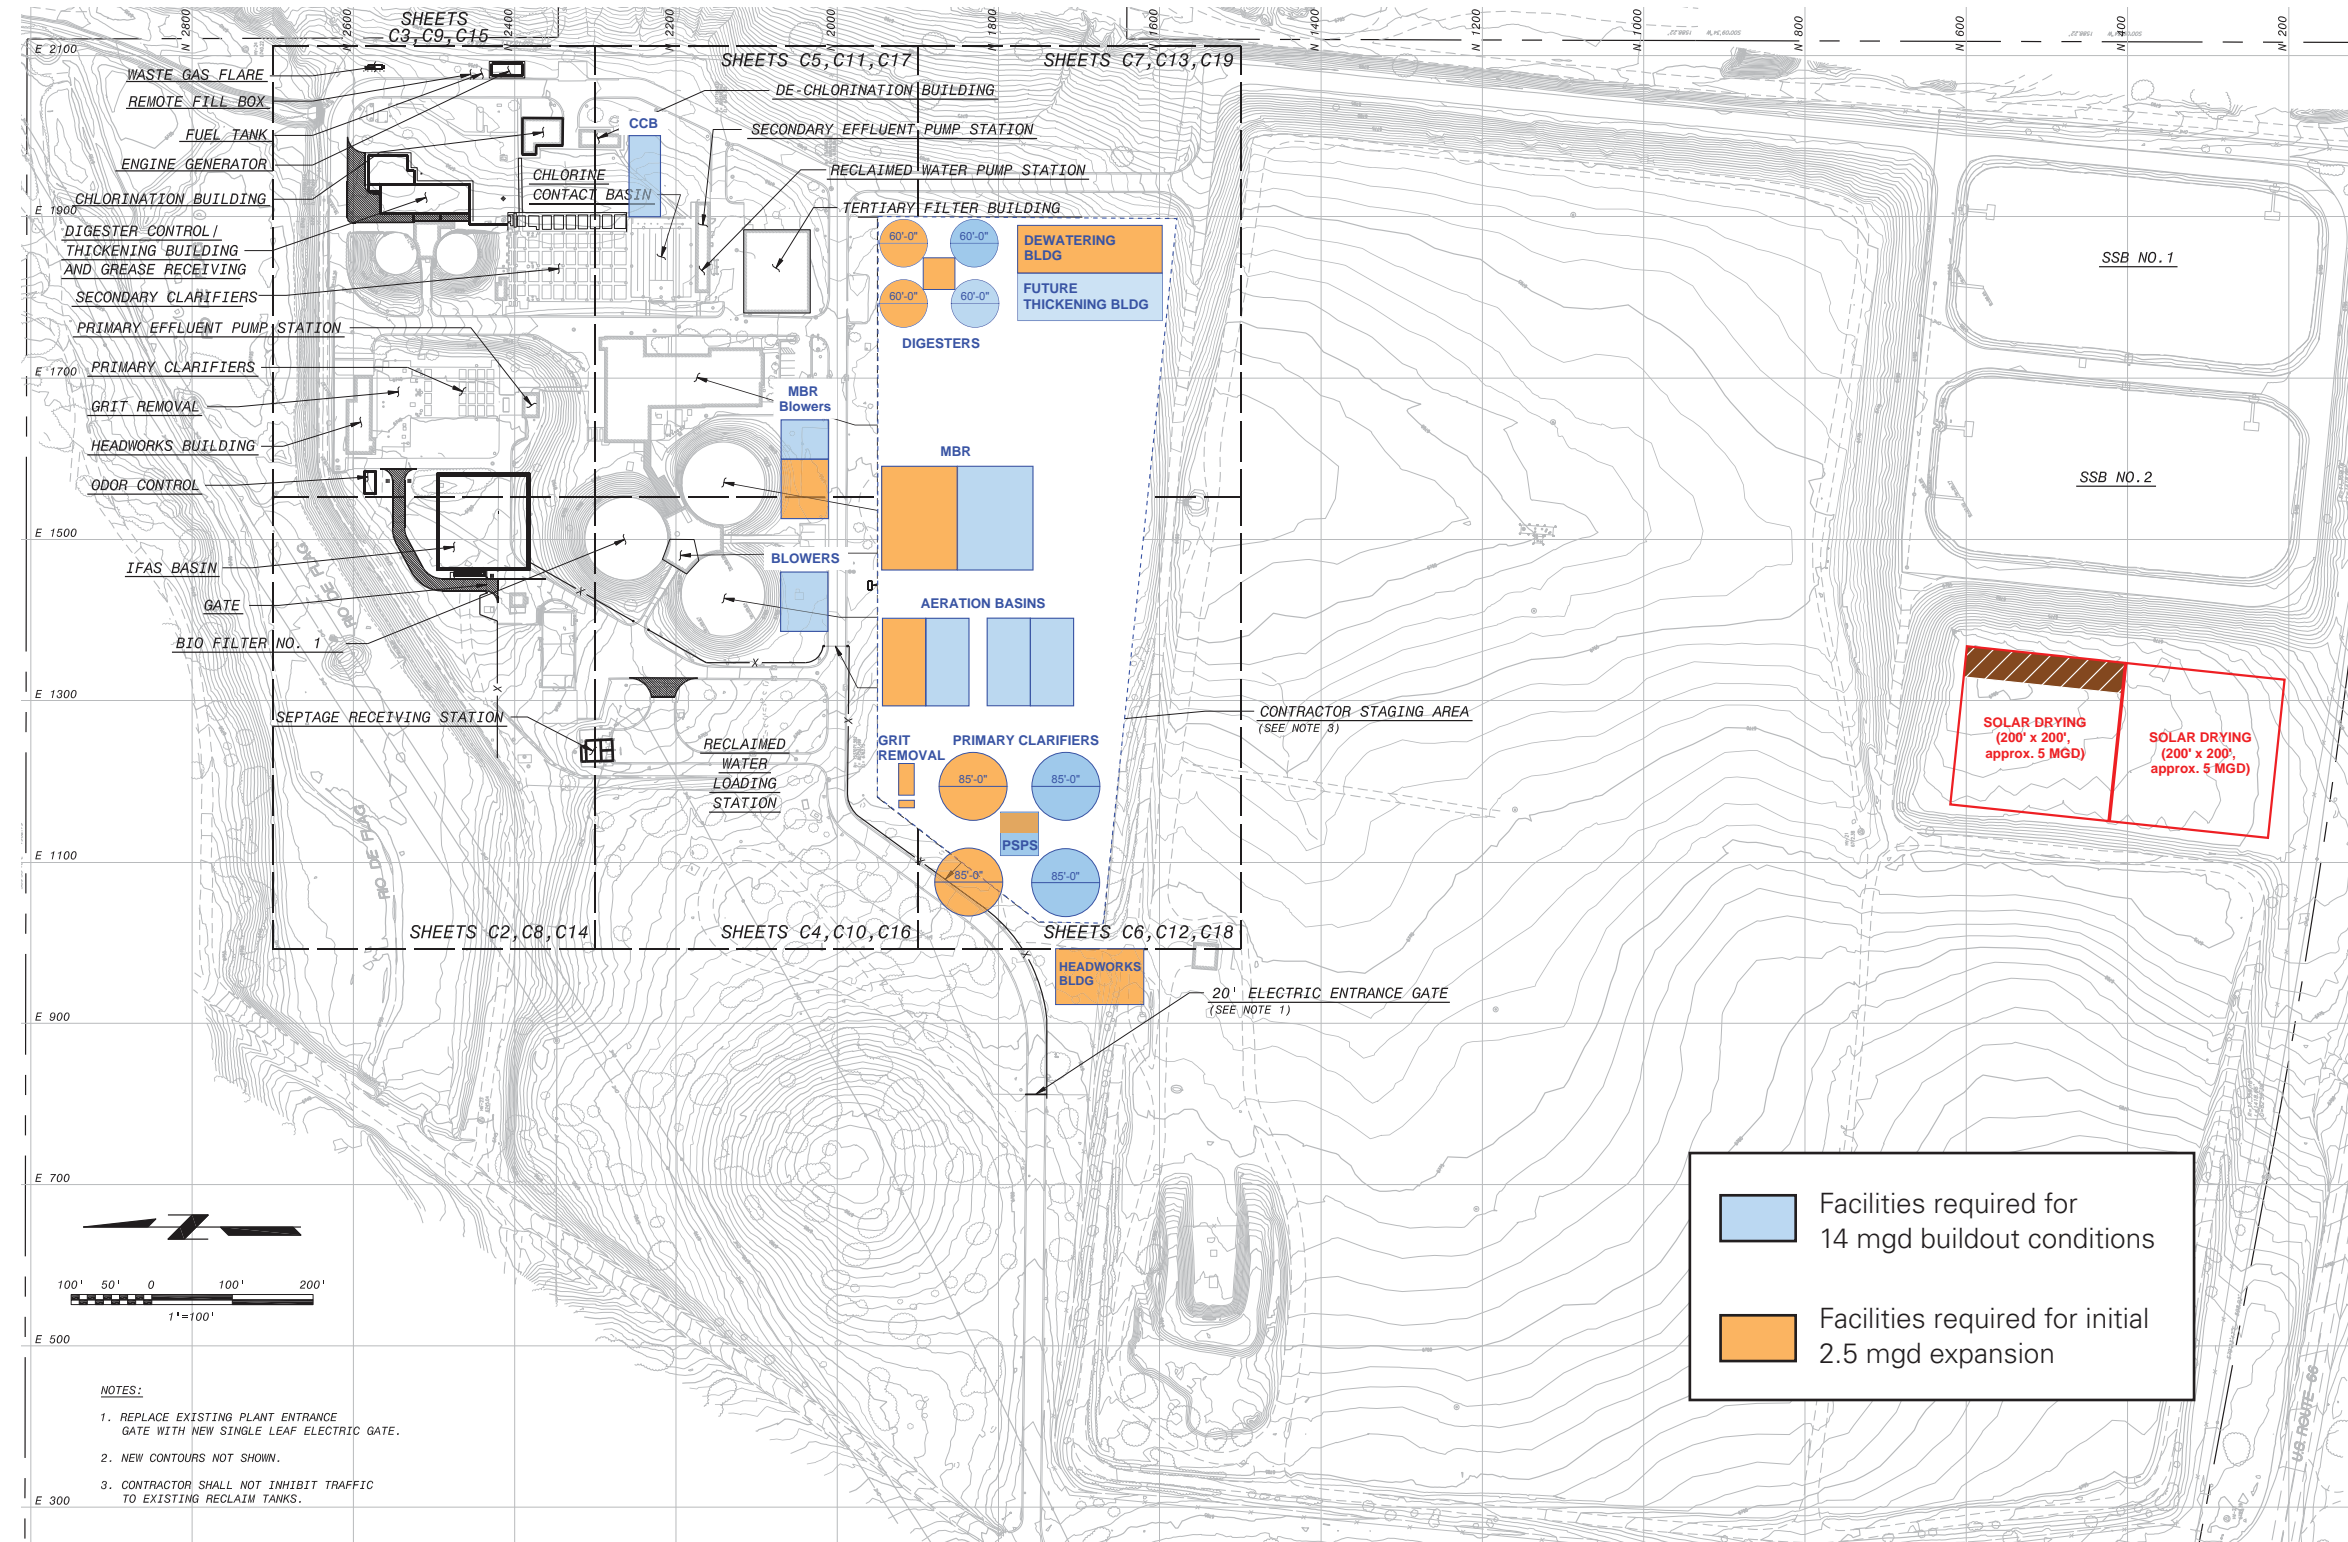 N 2800
N 2600
N 2400
N 2200
N 2000
N 1800
N 1600
N 1400
N 1200
N 1000
N 800
N 600
N 400
N 200
E 2100
E 1900
E 1700
E 1500
E 1300
E 1100
E 900
E 700
E 500
E 300
SHEETS
C3,C9,C15
SHEETS C5,C11,C17
SHEETS C7,C13,C19
WASTE GAS FLARE
REMOTE FILL BOX
FUEL TANK
ENGINE GENERATOR
CHLORINATION BUILDING
DIGESTER CONTROL/
THICKENING BUILDING
AND GREASE RECEIVING
SECONDARY CLARIFIERS
PRIMARY EFFLUENT PUMP STATION
PRIMARY CLARIFIERS
GRIT REMOVAL
HEADWORKS BUILDING
ODOR CONTROL
IFAS BASIN
GATE
BIO FILTER NO. 1
SEPTAGE RECEIVING STATION
RECLAIMED
WATER
LOADING
STATION
DE-CHLORINATION BUILDING
CCB
SECONDARY EFFLUENT PUMP STATION
CHLORINE
CONTACT BASIN
RECLAIMED WATER PUMP STATION
TERTIARY FILTER BUILDING
60'-0"
60'-0"
60'-0"
60'-0"
DIGESTERS
DEWATERING
BLDG
FUTURE
THICKENING BLDG
MBR
Blowers
MBR
BLOWERS
AERATION BASINS
GRIT
REMOVAL
PRIMARY CLARIFIERS
85'-0"
85'-0"
PSPS
85'-0"
85'-0"
CONTRACTOR STAGING AREA
(SEE NOTE 3)
SHEETS C2,C8,C14
SHEETS C4,C10,C16
SHEETS C6,C12,C18
HEADWORKS
BLDG
20' ELECTRIC ENTRANCE GATE
(SEE NOTE 1)
SSB NO.1
SSB NO.2
SOLAR DRYING
(200' x 200',
approx. 5 MGD)
SOLAR DRYING
(200' x 200',
approx. 5 MGD)
RIO DE FLAG
RIO DE FLAG
U.S. ROUTE 66
100' 50' 0 100' 200'
1"=100'
NOTES:
1. REPLACE EXISTING PLANT ENTRANCE
GATE WITH NEW SINGLE LEAF ELECTRIC GATE.
2. NEW CONTOURS NOT SHOWN.
3. CONTRACTOR SHALL NOT INHIBIT TRAFFIC
TO EXISTING RECLAIM TANKS.
Facilities required for
14 mgd buildout conditions
Facilities required for initial
2.5 mgd expansion